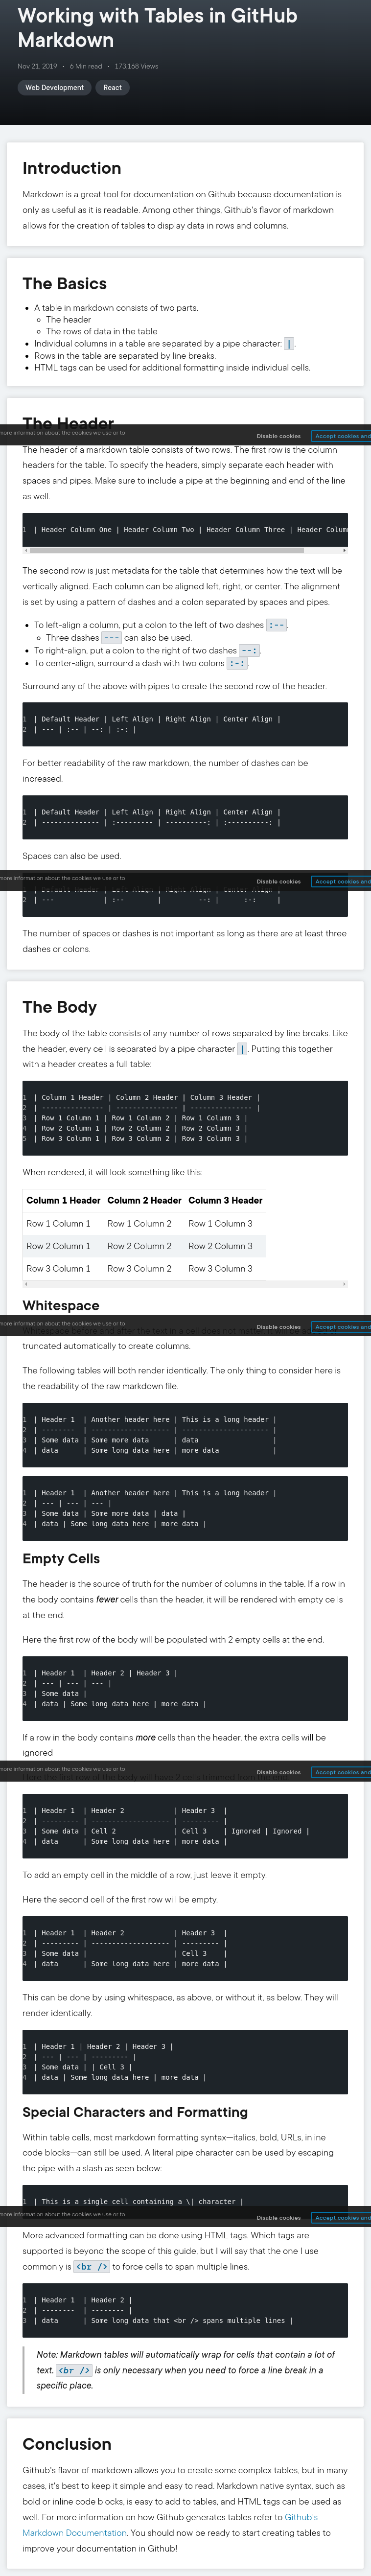 Working with Tables in GitHub
Markdown
Nov 21, 2019 • 6 Min read • 173,168 Views
Web Development React
Introduction
Markdown is a great tool for documentation on Github because documentation is
only as useful as it is readable. Among other things, Github's flavor of markdown
allows for the creation of tables to display data in rows and columns.
The Basics
• A table in markdown consists of two parts.
◦ The header
◦ The rows of data in the table
• Individual columns in a table are separated by a pipe character: |.
• Rows in the table are separated by line breaks.
• HTML tags can be used for additional formatting inside individual cells.
The Header
more information about the cookies we use or to
Disable cookies Accept cookies and
The header of a markdown table consists of two rows. The first row is the column
headers for the table. To specify the headers, simply separate each header with
spaces and pipes. Make sure to include a pipe at the beginning and end of the line
as well.
1 | Header Column One | Header Column Two | Header Column Three | Header Colum
The second row is just metadata for the table that determines how the text will be
vertically aligned. Each column can be aligned left, right, or center. The alignment
is set by using a pattern of dashes and a colon separated by spaces and pipes.
• To left-align a column, put a colon to the left of two dashes :--.
◦ Three dashes --- can also be used.
• To right-align, put a colon to the right of two dashes --:.
• To center-align, surround a dash with two colons :-:.
Surround any of the above with pipes to create the second row of the header.
1 | Default Header | Left Align | Right Align | Center Align |
2 | --- | :-- | --: | :-: |
For better readability of the raw markdown, the number of dashes can be
increased.
1 | Default Header | Left Align | Right Align | Center Align |
2 | -------------- | :--------- | ----------: | :----------: |
Spaces can also be used.
more information about the cookies we use or to
Disable cookies Accept cookies and
| Default Header | Left Align | Right Align | Center Align |
2 | --- | :-- | --: | :-: |
The number of spaces or dashes is not important as long as there are at least three
dashes or colons.
The Body
The body of the table consists of any number of rows separated by line breaks. Like
the header, every cell is separated by a pipe character |. Putting this together
with a header creates a full table:
1 | Column 1 Header | Column 2 Header | Column 3 Header |
2 | --------------- | --------------- | --------------- |
3 | Row 1 Column 1 | Row 1 Column 2 | Row 1 Column 3 |
4 | Row 2 Column 1 | Row 2 Column 2 | Row 2 Column 3 |
5 | Row 3 Column 1 | Row 3 Column 2 | Row 3 Column 3 |
When rendered, it will look something like this:
Column 1 Header Column 2 Header Column 3 Header
Row 1 Column 1 Row 1 Column 2 Row 1 Column 3
Row 2 Column 1 Row 2 Column 2 Row 2 Column 3
Row 3 Column 1 Row 3 Column 2 Row 3 Column 3
Whitespace
more information about the cookies we use or to
Disable cookies Accept cookies and
truncated automatically to create columns.
The following tables will both render identically. The only thing to consider here is
the readability of the raw markdown file.
1 | Header 1 | Another header here | This is a long header |
2 | -------- | ------------------- | --------------------- |
3 | Some data | Some more data | data |
4 | data | Some long data here | more data |
1 | Header 1 | Another header here | This is a long header |
2 | --- | --- | --- |
3 | Some data | Some more data | data |
4 | data | Some long data here | more data |
Empty Cells
The header is the source of truth for the number of columns in the table. If a row in
the body contains fewer cells than the header, it will be rendered with empty cells
at the end.
Here the first row of the body will be populated with 2 empty cells at the end.
1 | Header 1 | Header 2 | Header 3 |
2 | --- | --- | --- |
3 | Some data |
4 | data | Some long data here | more data |
If a row in the body contains more cells than the header, the extra cells will be
ignored
more information about the cookies we use or to
Disable cookies Accept cookies and
1 | Header 1 | Header 2 | Header 3 |
2 | --------- | ------------------- | --------- |
3 | Some data | Cell 2 | Cell 3 | Ignored | Ignored |
4 | data | Some long data here | more data |
To add an empty cell in the middle of a row, just leave it empty.
Here the second cell of the first row will be empty.
1 | Header 1 | Header 2 | Header 3 |
2 | --------- | ------------------- | --------- |
3 | Some data | | Cell 3 |
4 | data | Some long data here | more data |
This can be done by using whitespace, as above, or without it, as below. They will
render identically.
1 | Header 1 | Header 2 | Header 3 |
2 | --- | --- | --------- |
3 | Some data | | Cell 3 |
4 | data | Some long data here | more data |
Special Characters and Formatting
Within table cells, most markdown formatting syntax—italics, bold, URLs, inline
code blocks—can still be used. A literal pipe character can be used by escaping
the pipe with a slash as seen below:
1 | This is a single cell containing a \| character |
more information about the cookies we use or to
Disable cookies Accept cookies and
More advanced formatting can be done using HTML tags. Which tags are
supported is beyond the scope of this guide, but I will say that the one I use
commonly is <br /> to force cells to span multiple lines.
1 | Header 1 | Header 2 |
2 | -------- | -------- |
3 | data | Some long data that <br /> spans multiple lines |
Note: Markdown tables will automatically wrap for cells that contain a lot of
text. <br /> is only necessary when you need to force a line break in a
specific place.
Conclusion
Github's flavor of markdown allows you to create some complex tables, but in many
cases, it's best to keep it simple and easy to read. Markdown native syntax, such as
bold or inline code blocks, is easy to add to tables, and HTML tags can be used as
well. For more information on how Github generates tables refer to Github's
Markdown Documentation. You should now be ready to start creating tables to
improve your documentation in Github!